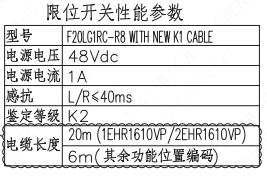 限位开关性能参数
型号 F20LG1RC-R8 WITH NEW K1 CABLE
电源电压 48Vdc
电源电流 1A
感抗 L/R≤40ms
鉴定等级 K2
电缆长度 20m (1EHR1610VP/2EHR1610VP)
6m(其余功能位置编码)